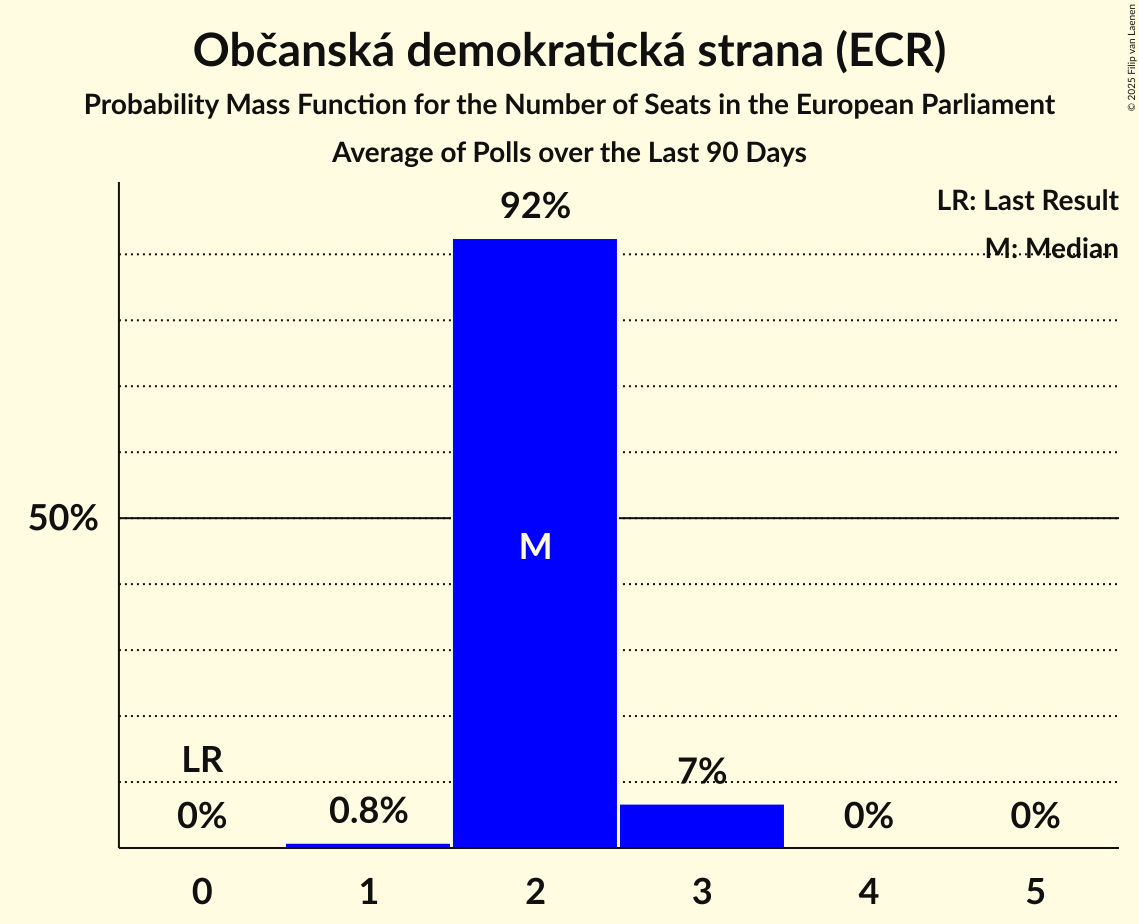 Občanská demokratická strana (ECR)
Probability Mass Function for the Number of Seats in the European Parliament
Average of Polls over the Last 90 Days
© 2025 Filip van Laenen
LR: Last Result
M: Median
92%
50%
M
LR
0%
0.8%
7%
0%
0%
0 1 2 3 4 5